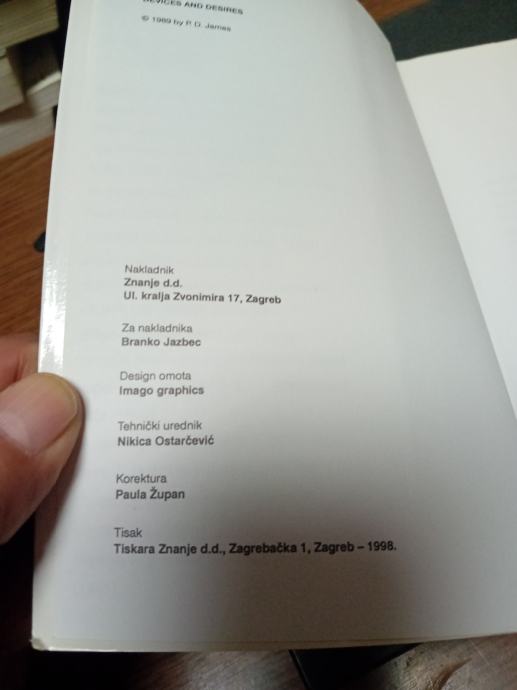 DEVICES AND DESIRES
© 1989 by P. D. James
Nakladnik
Znanje d.d.
Ul. kralja Zvonimira 17, Zagreb
Za nakladnika
Branko Jazbec
Design omota
Imago graphics
Tehnički urednik
Nikica Ostarčević
Korektura
Paula Župan
Tisak
Tiskara Znanje d.d., Zagrebačka 1, Zagreb – 1998.